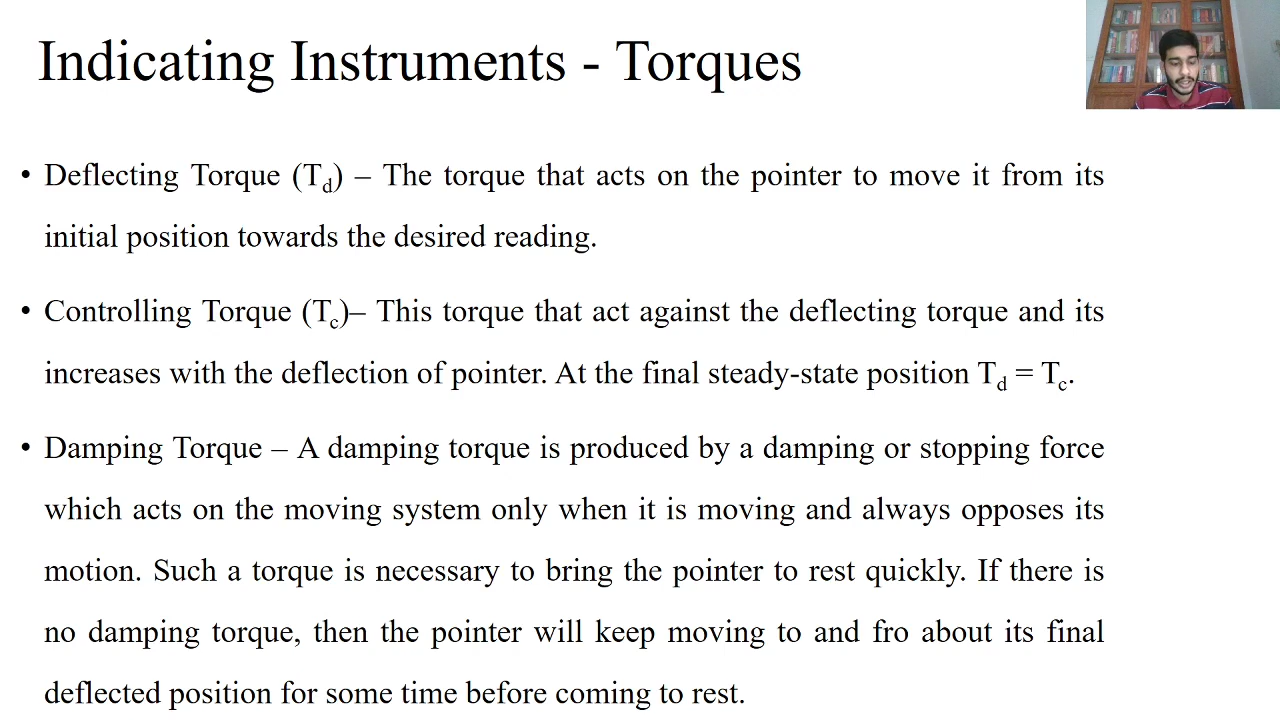 Indicating Instruments - Torques
• Deflecting Torque (Td) – The torque that acts on the pointer to move it from its
initial position towards the desired reading.
• Controlling Torque (Tc)– This torque that act against the deflecting torque and its
increases with the deflection of pointer. At the final steady-state position Td = Tc.
• Damping Torque – A damping torque is produced by a damping or stopping force
which acts on the moving system only when it is moving and always opposes its
motion. Such a torque is necessary to bring the pointer to rest quickly. If there is
no damping torque, then the pointer will keep moving to and fro about its final
deflected position for some time before coming to rest.